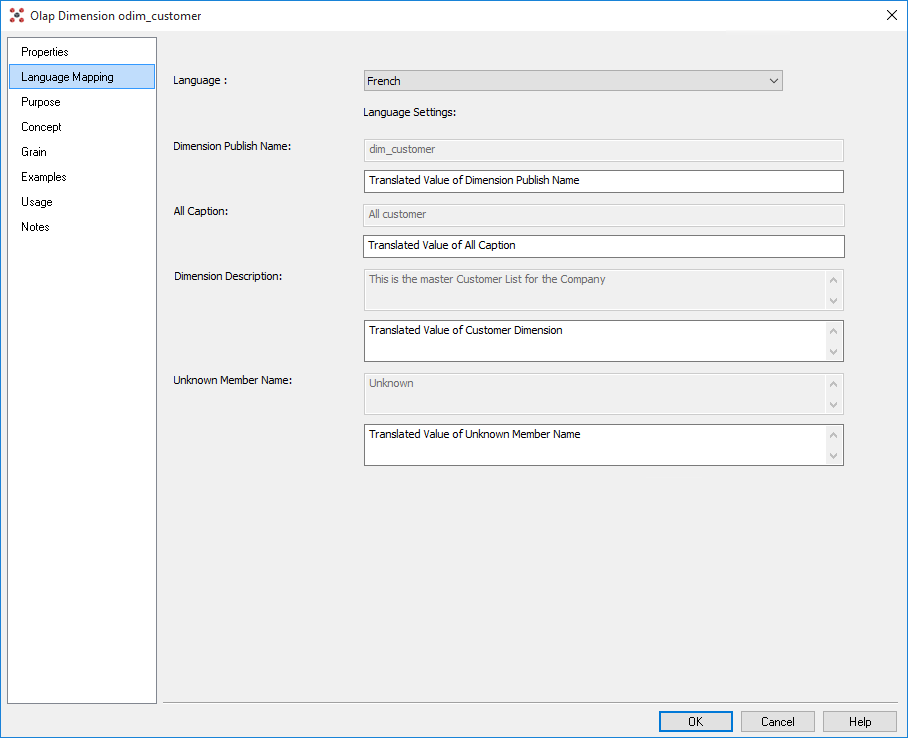 Olap Dimension odim_customer
Properties
Language Mapping
Purpose
Concept
Grain
Examples
Usage
Notes
Language :
French
Language Settings:
Dimension Publish Name:
dim_customer
Translated Value of Dimension Publish Name
All Caption:
All customer
Translated Value of All Caption
Dimension Description:
This is the master Customer List for the Company
Translated Value of Customer Dimension
Unknown Member Name:
Unknown
Translated Value of Unknown Member Name
OK
Cancel
Help